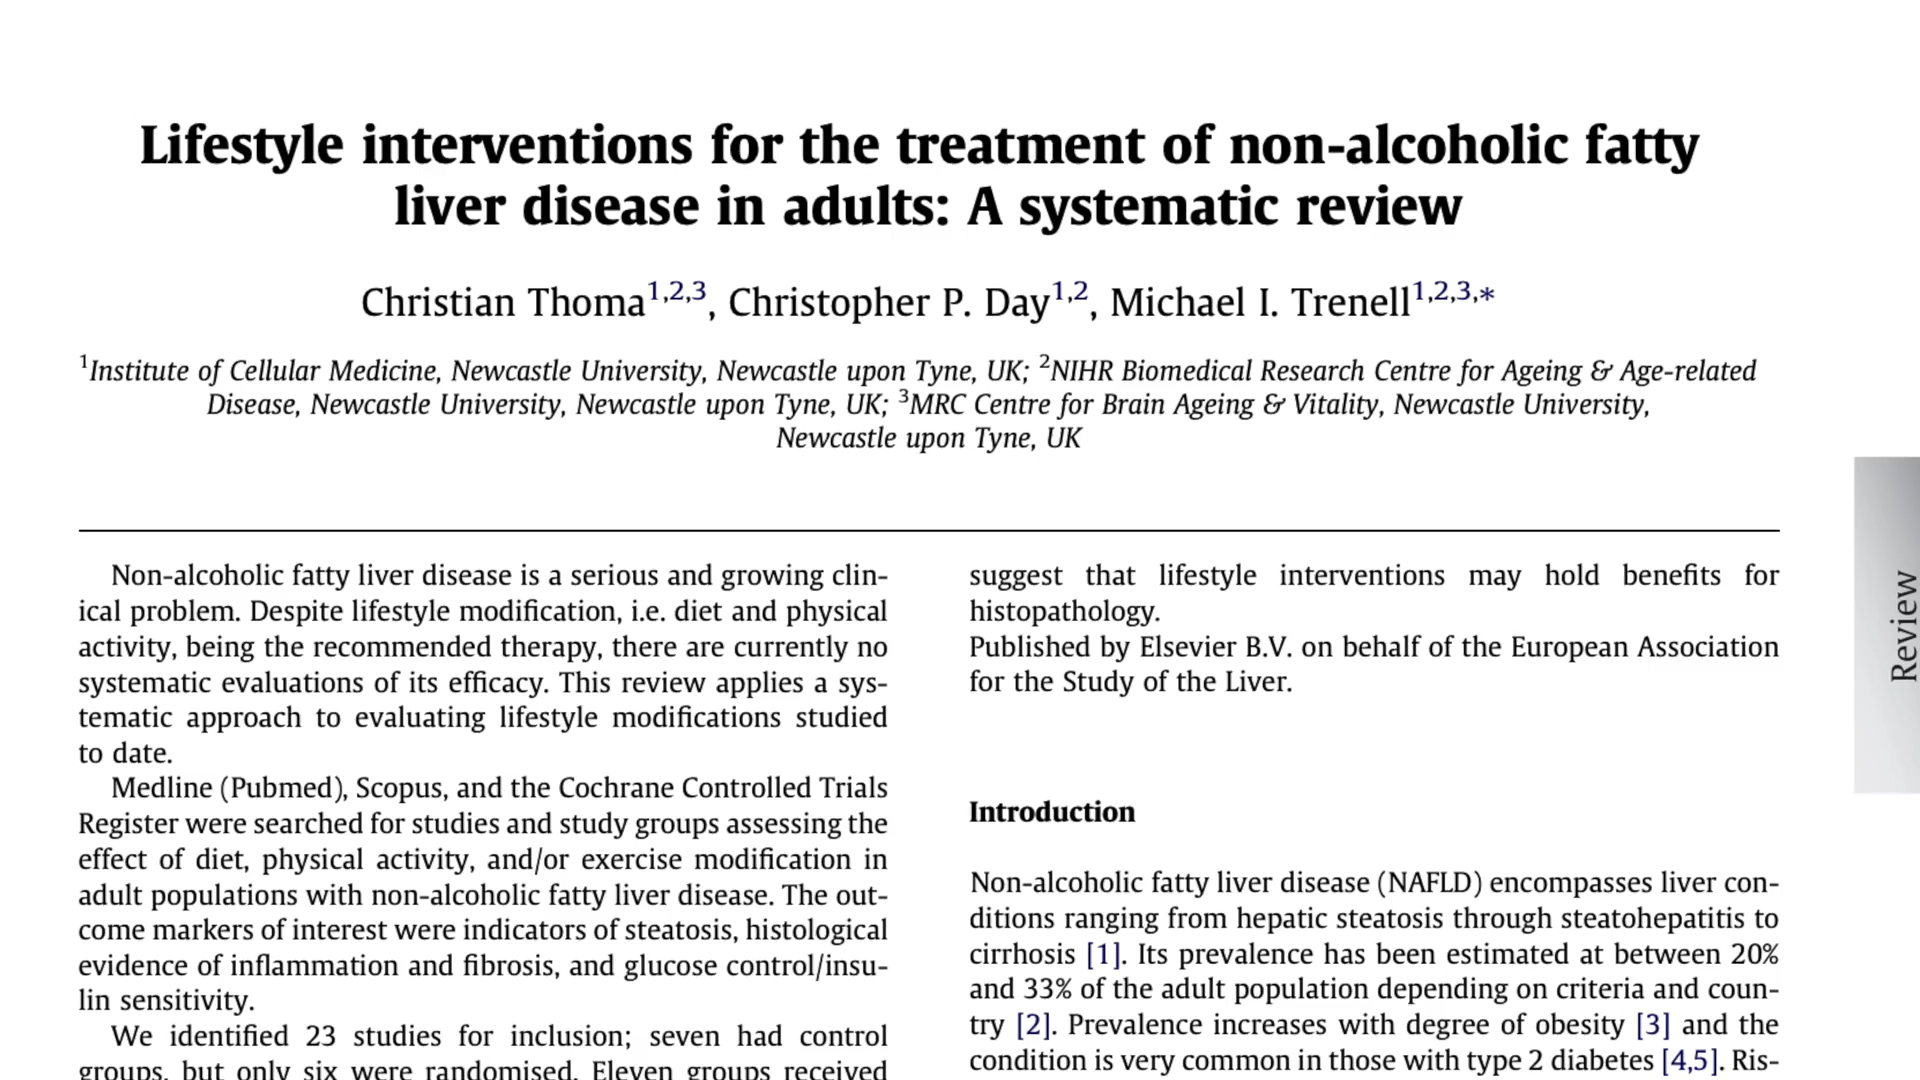 Lifestyle interventions for the treatment of non-alcoholic fatty
liver disease in adults: A systematic review
Christian Thoma1,2,3, Christopher P. Day1,2, Michael I. Trenell1,2,3,*
1Institute of Cellular Medicine, Newcastle University, Newcastle upon Tyne, UK; 2NIHR Biomedical Research Centre for Ageing & Age-related
Disease, Newcastle University, Newcastle upon Tyne, UK; 3MRC Centre for Brain Ageing & Vitality, Newcastle University,
Newcastle upon Tyne, UK
Non-alcoholic fatty liver disease is a serious and growing clin-
ical problem. Despite lifestyle modification, i.e. diet and physical
activity, being the recommended therapy, there are currently no
systematic evaluations of its efficacy. This review applies a sys-
tematic approach to evaluating lifestyle modifications studied
to date.
Medline (Pubmed), Scopus, and the Cochrane Controlled Trials
Register were searched for studies and study groups assessing the
effect of diet, physical activity, and/or exercise modification in
adult populations with non-alcoholic fatty liver disease. The out-
come markers of interest were indicators of steatosis, histological
evidence of inflammation and fibrosis, and glucose control/insu-
lin sensitivity.
We identified 23 studies for inclusion; seven had control
groups, but only six were randomised. Eleven groups received
suggest that lifestyle interventions may hold benefits for
histopathology.
Published by Elsevier B.V. on behalf of the European Association
for the Study of the Liver.
Introduction
Non-alcoholic fatty liver disease (NAFLD) encompasses liver con-
ditions ranging from hepatic steatosis through steatohepatitis to
cirrhosis [1]. Its prevalence has been estimated at between 20%
and 33% of the adult population depending on criteria and coun-
try [2]. Prevalence increases with degree of obesity [3] and the
condition is very common in those with type 2 diabetes [4,5]. Ris-
Review